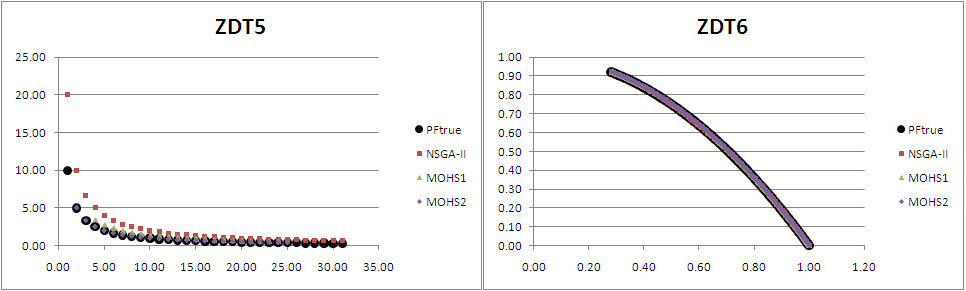 ZDT5
25.00
20.00
15.00
10.00
5.00
0.00
0.00 5.00 10.00 15.00 20.00 25.00 30.00 35.00
PFtrue
NSGA-II
MOHS1
MOHS2
ZDT6
1.00
0.90
0.80
0.70
0.60
0.50
0.40
0.30
0.20
0.10
0.00
0.00 0.20 0.40 0.60 0.80 1.00 1.20
PFtrue
NSGA-II
MOHS1
MOHS2